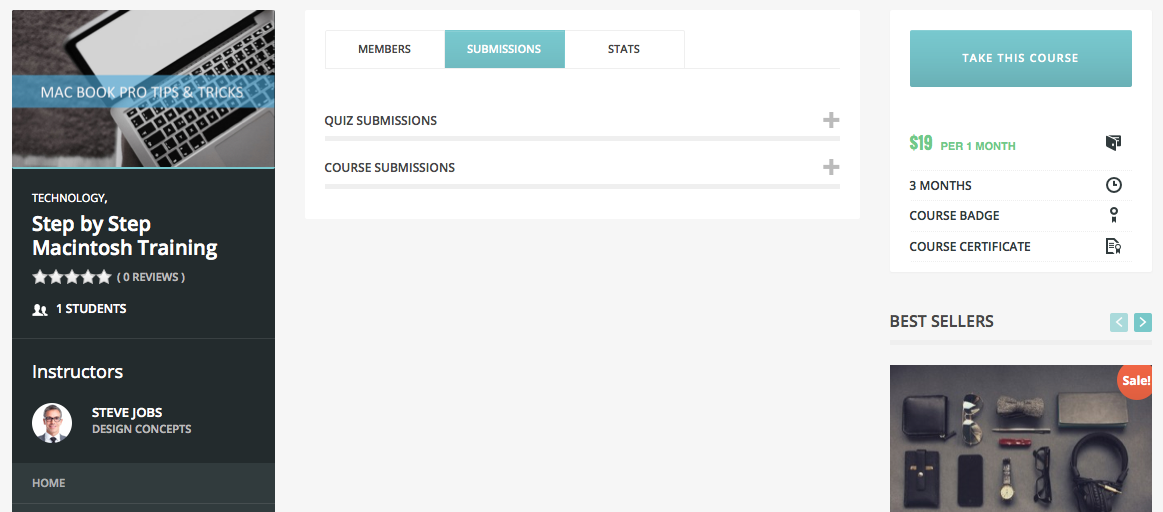 MAC BOOK PRO TIPS & TRICKS
TECHNOLOGY,
Step by Step
Macintosh Training
( 0 REVIEWS )
1 STUDENTS
Instructors
STEVE JOBS
DESIGN CONCEPTS
HOME
MEMBERS
SUBMISSIONS
STATS
QUIZ SUBMISSIONS
COURSE SUBMISSIONS
TAKE THIS COURSE
$19 PER 1 MONTH
3 MONTHS
COURSE BADGE
COURSE CERTIFICATE
BEST SELLERS
Sale!